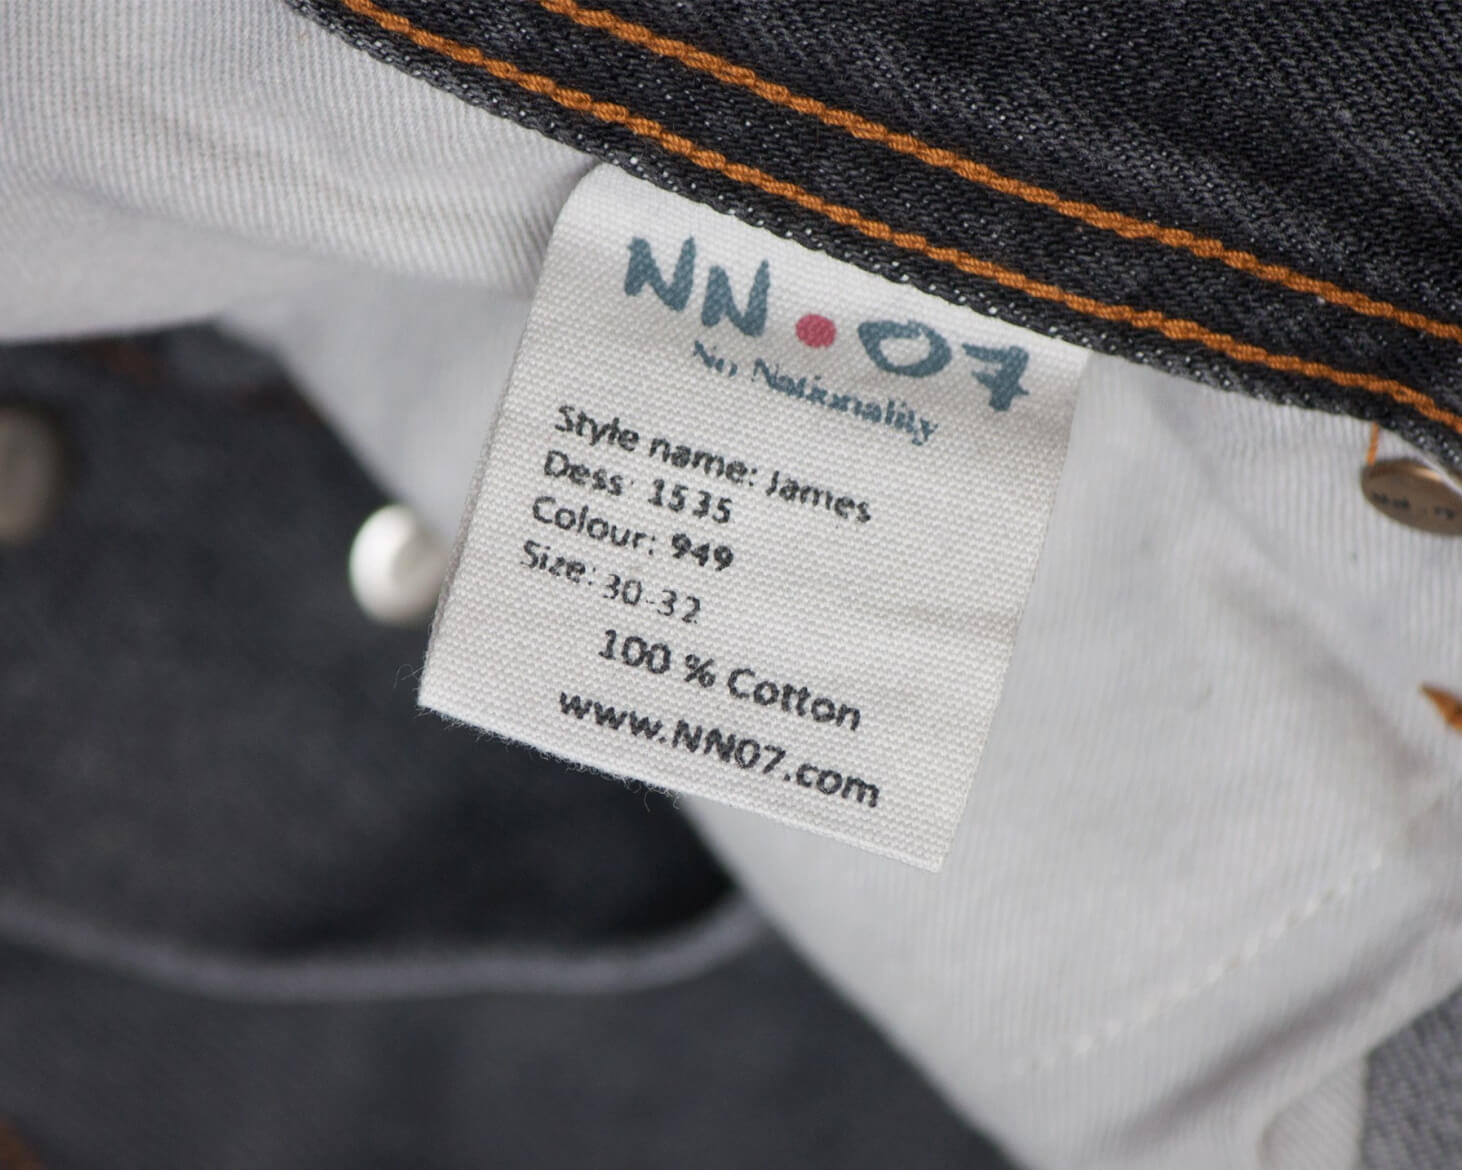 NN•07
No Nationality
Style name: James
Dess: 1535
Colour: 949
Size: 30-32
100 % Cotton
www.NN07.com